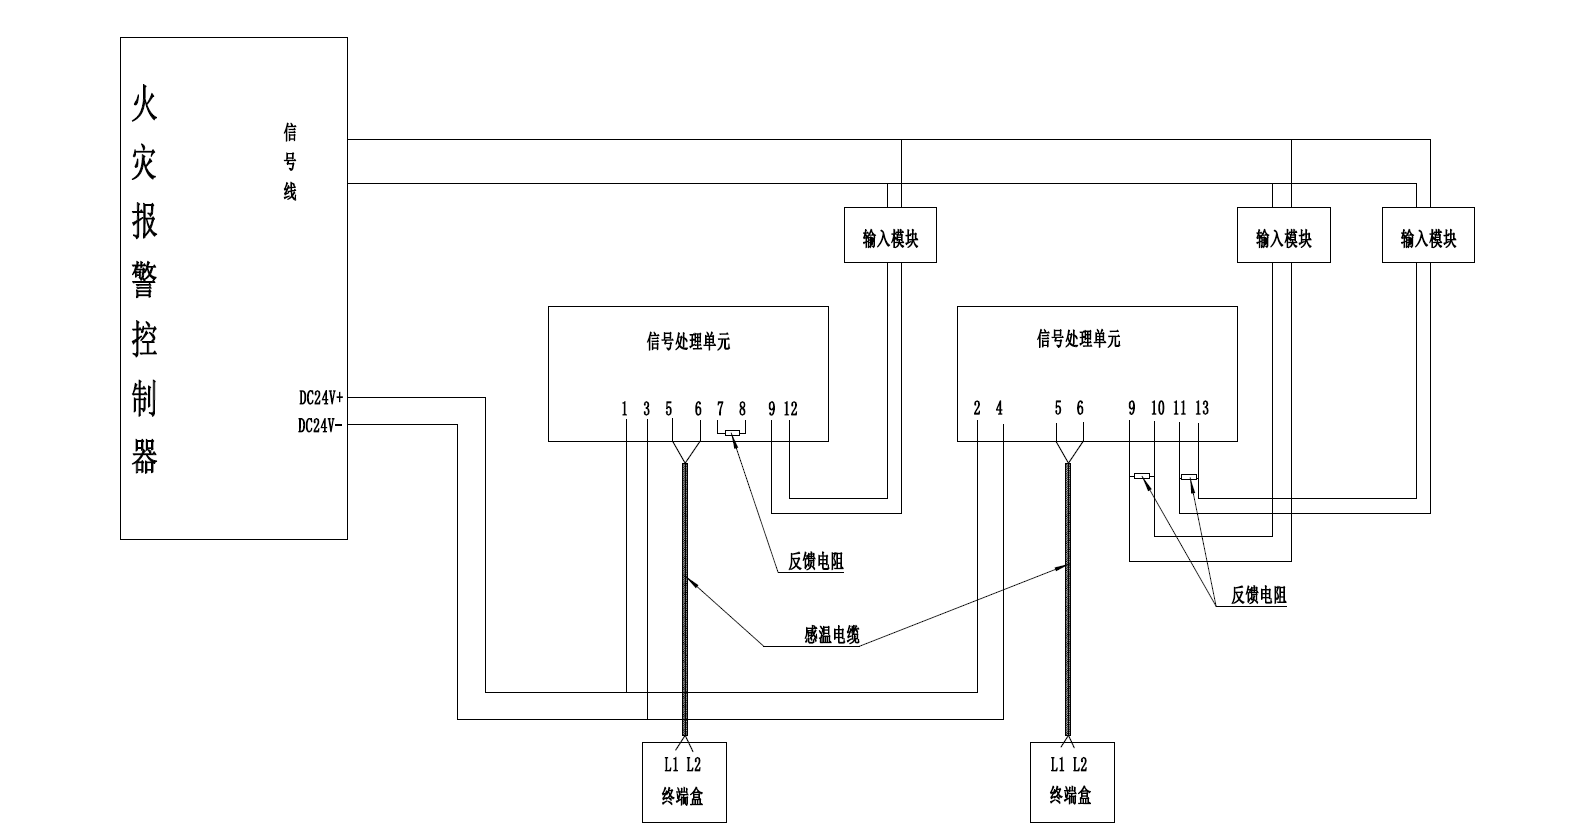 火灾报警控制器
信号线
DC24V+
DC24V-
输入模块
输入模块
输入模块
信号处理单元
1 3 5 6 7 8 9 12
信号处理单元
2 4 5 6 9 10 11 13
反馈电阻
反馈电阻
感温电缆
L1 L2
终端盒
L1 L2
终端盒